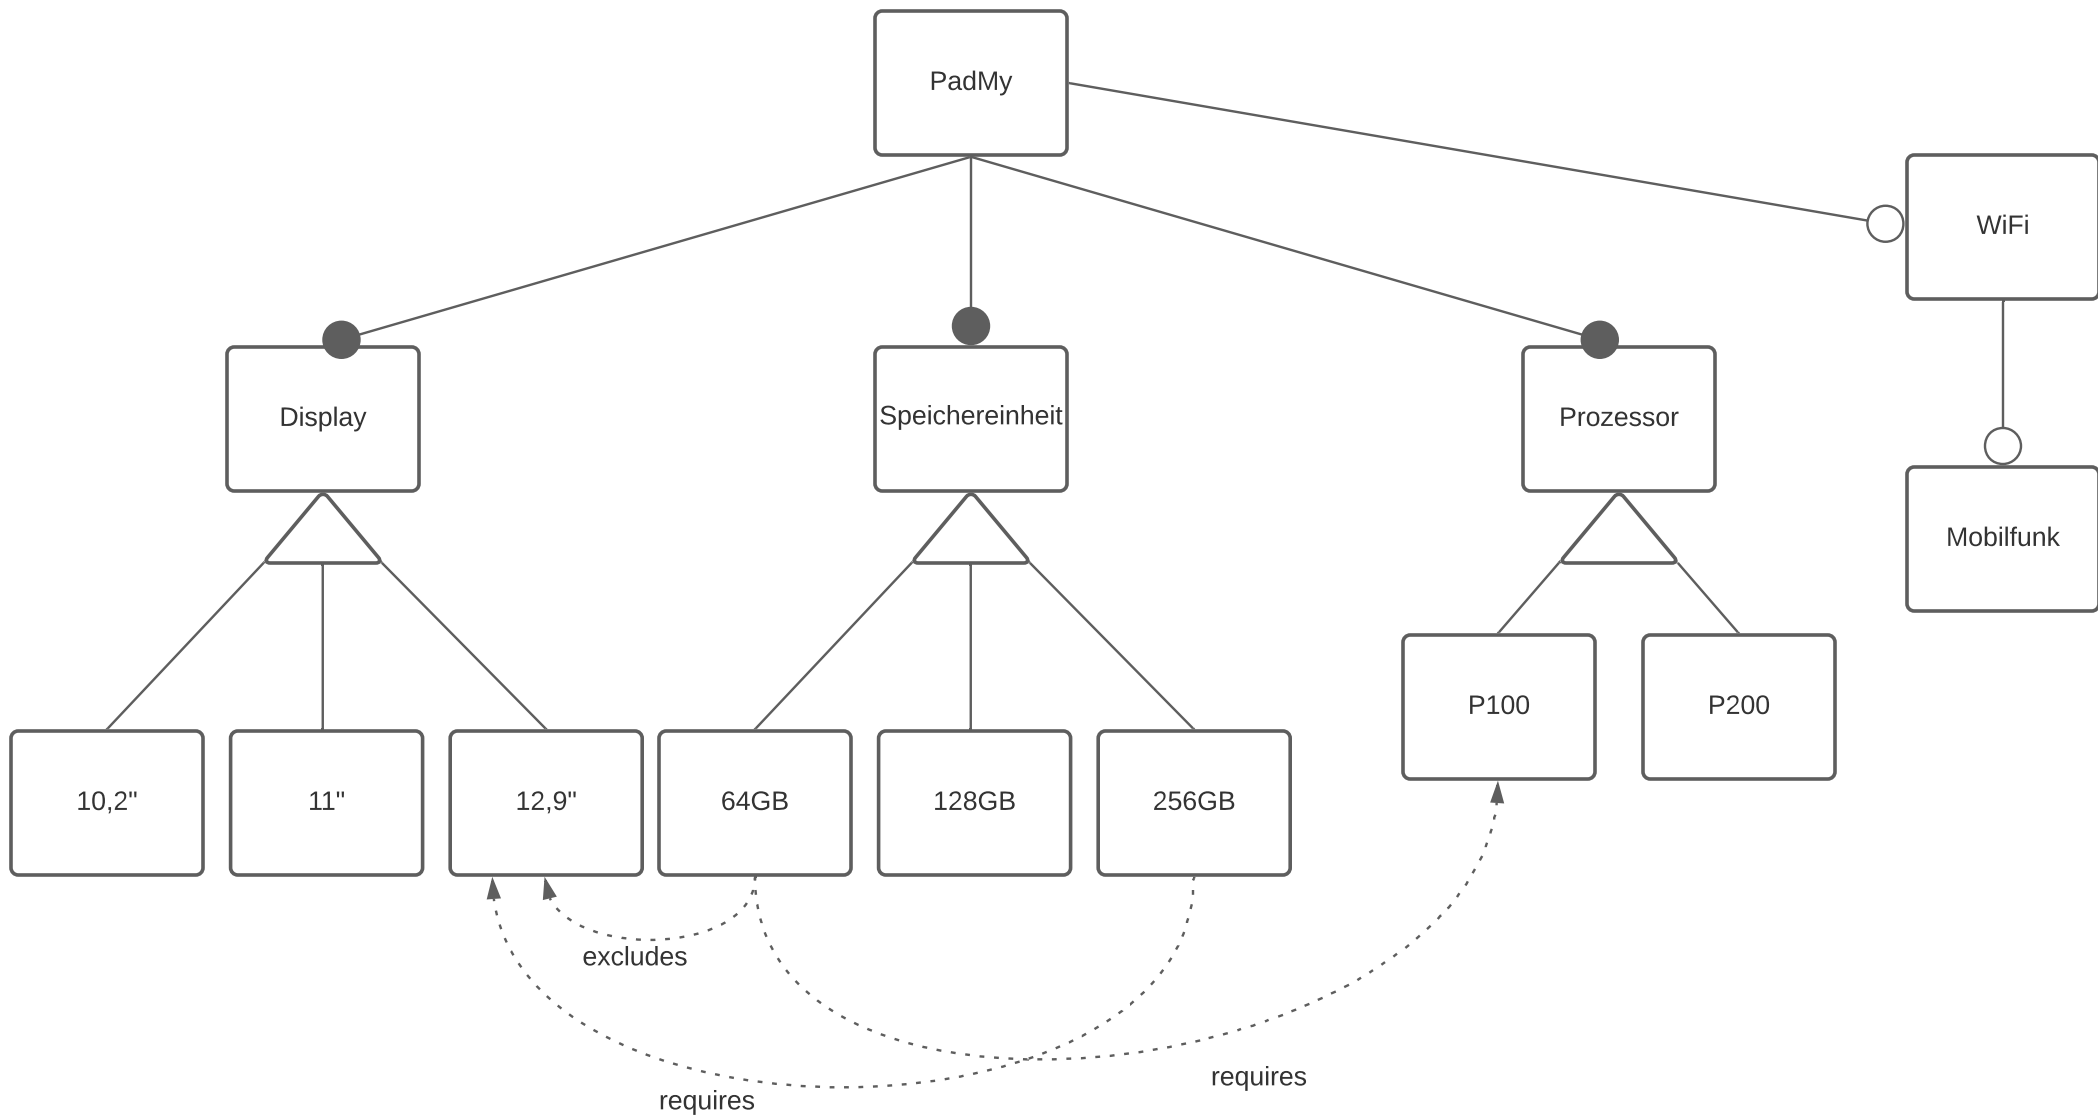 PadMy
WiFi
Display
Speichereinheit
Prozessor
Mobilfunk
P100
P200
10,2"
11"
12,9"
64GB
128GB
256GB
excludes
requires
requires